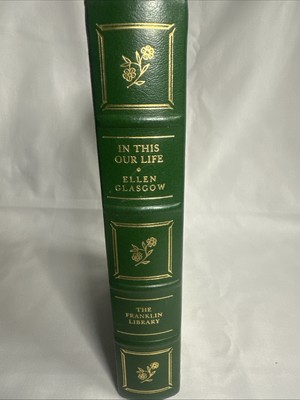 IN THIS
OUR LIFE
ELLEN
GLASGOW
THE
FRANKLIN
LIBRARY